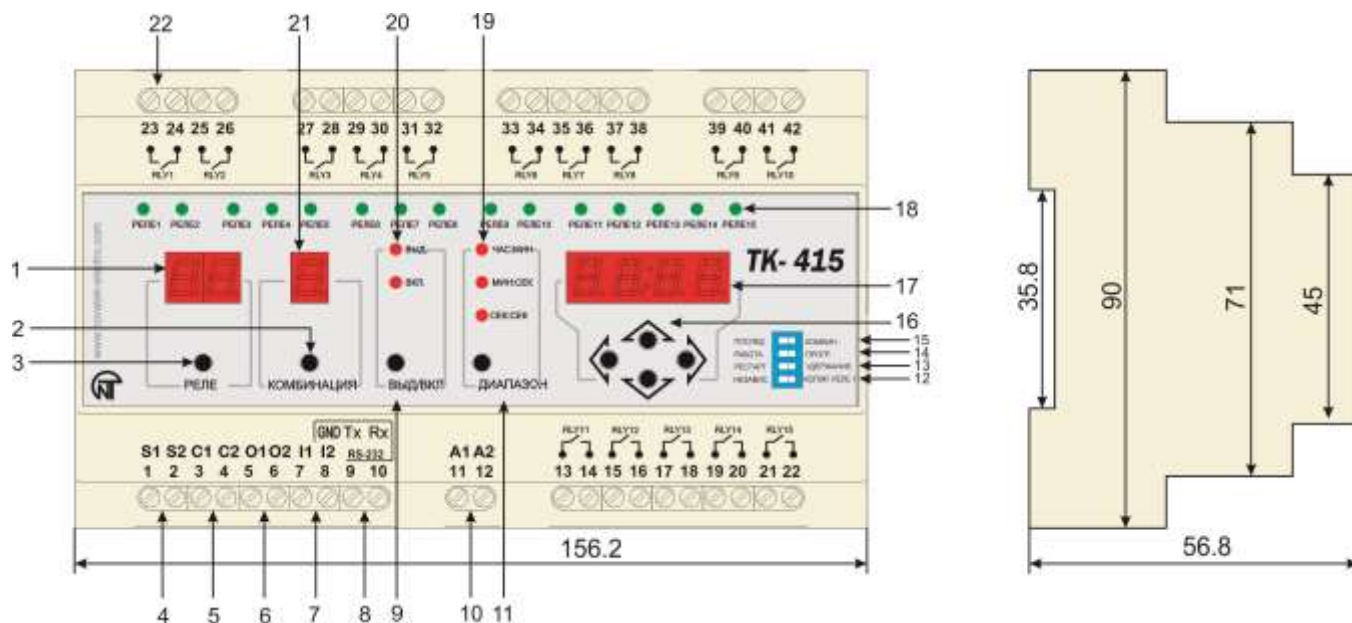 22 21 20 19
23 24 25 26 27 28 29 30 31 32 33 34 35 36 37 38 39 40 41 42
RLY1 RLY2 RLY3 RLY4 RLY5 RLY6 RLY7 RLY8 RLY9 RLY10
РЕЛЕ1 РЕЛЕ2 РЕЛЕ3 РЕЛЕ4 РЕЛЕ5 РЕЛЕ6 РЕЛЕ7 РЕЛЕ8 РЕЛЕ9 РЕЛЕ10 РЕЛЕ11 РЕЛЕ12 РЕЛЕ13 РЕЛЕ14 РЕЛЕ15
18
ВЫД. ЧАС:МИН
1
TK- 415
ВКЛ. МИН:СЕК
17
СЕК:СЕК
16
2
3
РАБОТА
РЕСТАРТ
15
14
13
12
РЕЛЕ КОМБИНАЦИЯ ВЫД/ВКЛ ДИАПАЗОН
GND Tx Rx
RS-232
S1 S2 C1 C2 O1 O2 I1 I2 A1 A2
RLY11 RLY12 RLY13 RLY14 RLY15
1 2 3 4 5 6 7 8 9 10 11 12 13 14 15 16 17 18 19 20 21 22
156.2
4 5 6 7 8 9 10 11
35.8
90
71
45
56.8